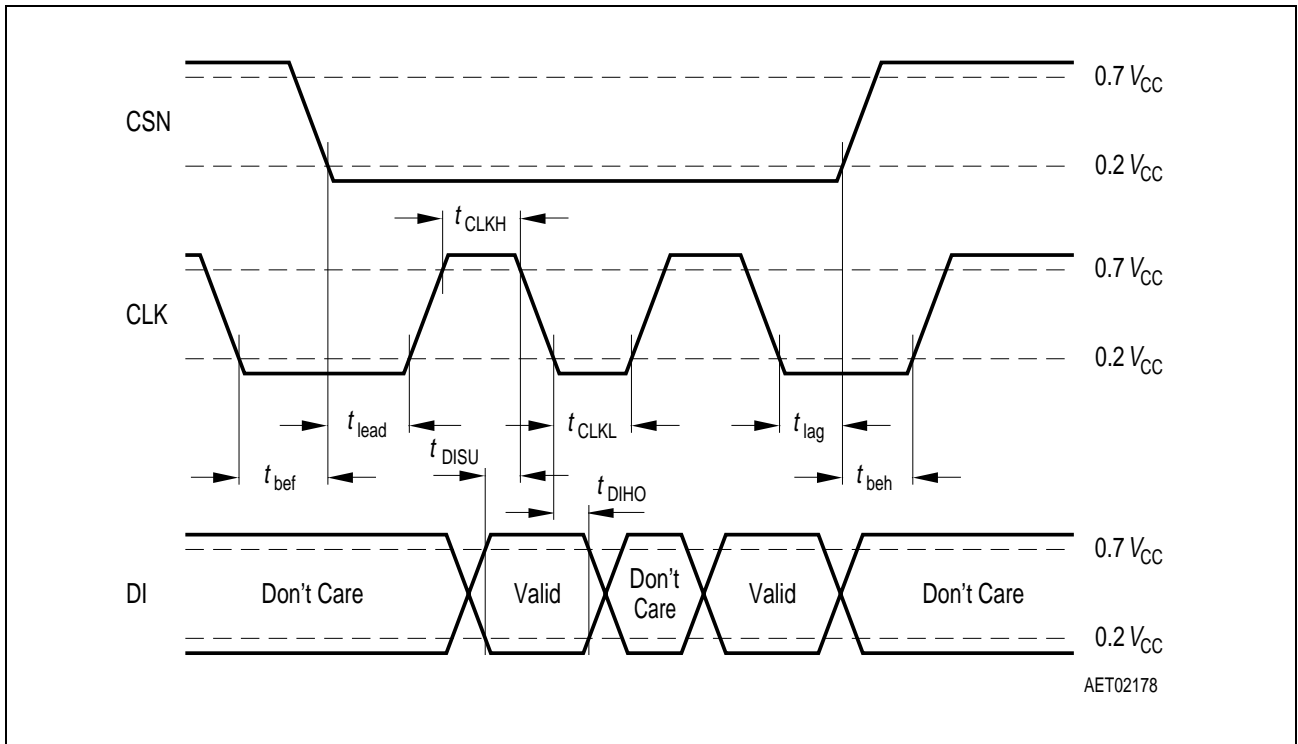 CSN
0.7 VCC
0.2 VCC
tCLKH
CLK
0.7 VCC
0.2 VCC
tlead
tCLKL
tlag
tDISU
tbef
tDIHO
tbeh
DI
0.7 VCC
Don't Care
Valid
Don't
Care
Valid
Don't Care
0.2 VCC
AET02178